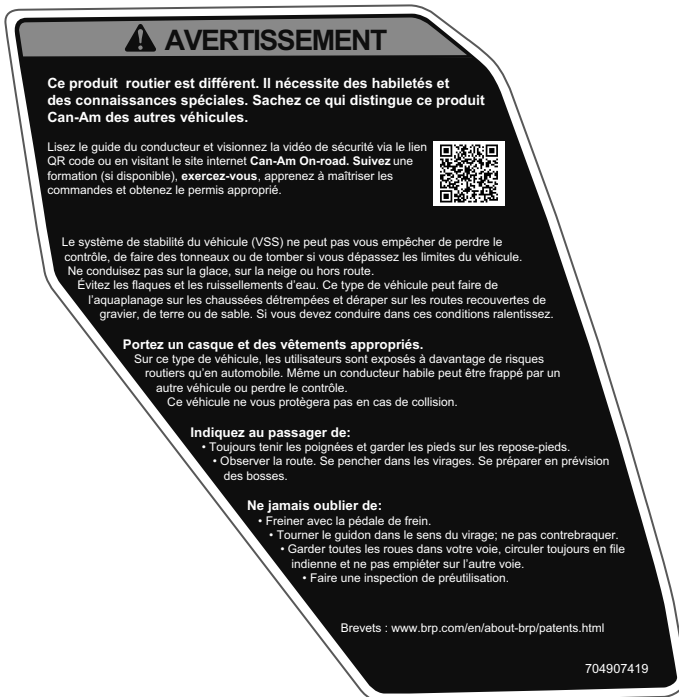 AVERTISSEMENT
Ce produit routier est différent. Il nécessite des habiletés et
des connaissances spéciales. Sachez ce qui distingue ce produit
Can-Am des autres véhicules.
Lisez le guide du conducteur et visionnez la vidéo de sécurité via le lien
QR code ou en visitant le site internet Can-Am On-road. Suivez une
formation (si disponible), exercez-vous, apprenez à maîtriser les
commandes et obtenez le permis approprié.
Le système de stabilité du véhicule (VSS) ne peut pas vous empêcher de perdre le
contrôle, de faire des tonneaux ou de tomber si vous dépassez les limites du véhicule.
Ne conduisez pas sur la glace, sur la neige ou hors route.
Évitez les flaques et les ruissellements d'eau. Ce type de véhicule peut faire de
l'aquaplanage sur les chaussées détrempées et déraper sur les routes recouvertes de
gravier, de terre ou de sable. Si vous devez conduire dans ces conditions ralentissez.
Portez un casque et des vêtements appropriés.
Sur ce type de véhicule, les utilisateurs sont exposés à davantage de risques
routiers qu'en automobile. Même un conducteur habile peut être frappé par un
autre véhicule ou perdre le contrôle.
Ce véhicule ne vous protègera pas en cas de collision.
Indiquez au passager de:
• Toujours tenir les poignées et garder les pieds sur les repose-pieds.
• Observer la route. Se pencher dans les virages. Se préparer en prévision
des bosses.
Ne jamais oublier de:
• Freiner avec la pédale de frein.
• Tourner le guidon dans le sens du virage; ne pas contrebraquer.
• Garder toutes les roues dans votre voie, circuler toujours en file
indienne et ne pas empiéter sur l'autre voie.
• Faire une inspection de préutilisation.
Brevets : www.brp.com/en/about-brp/patents.html
704907419